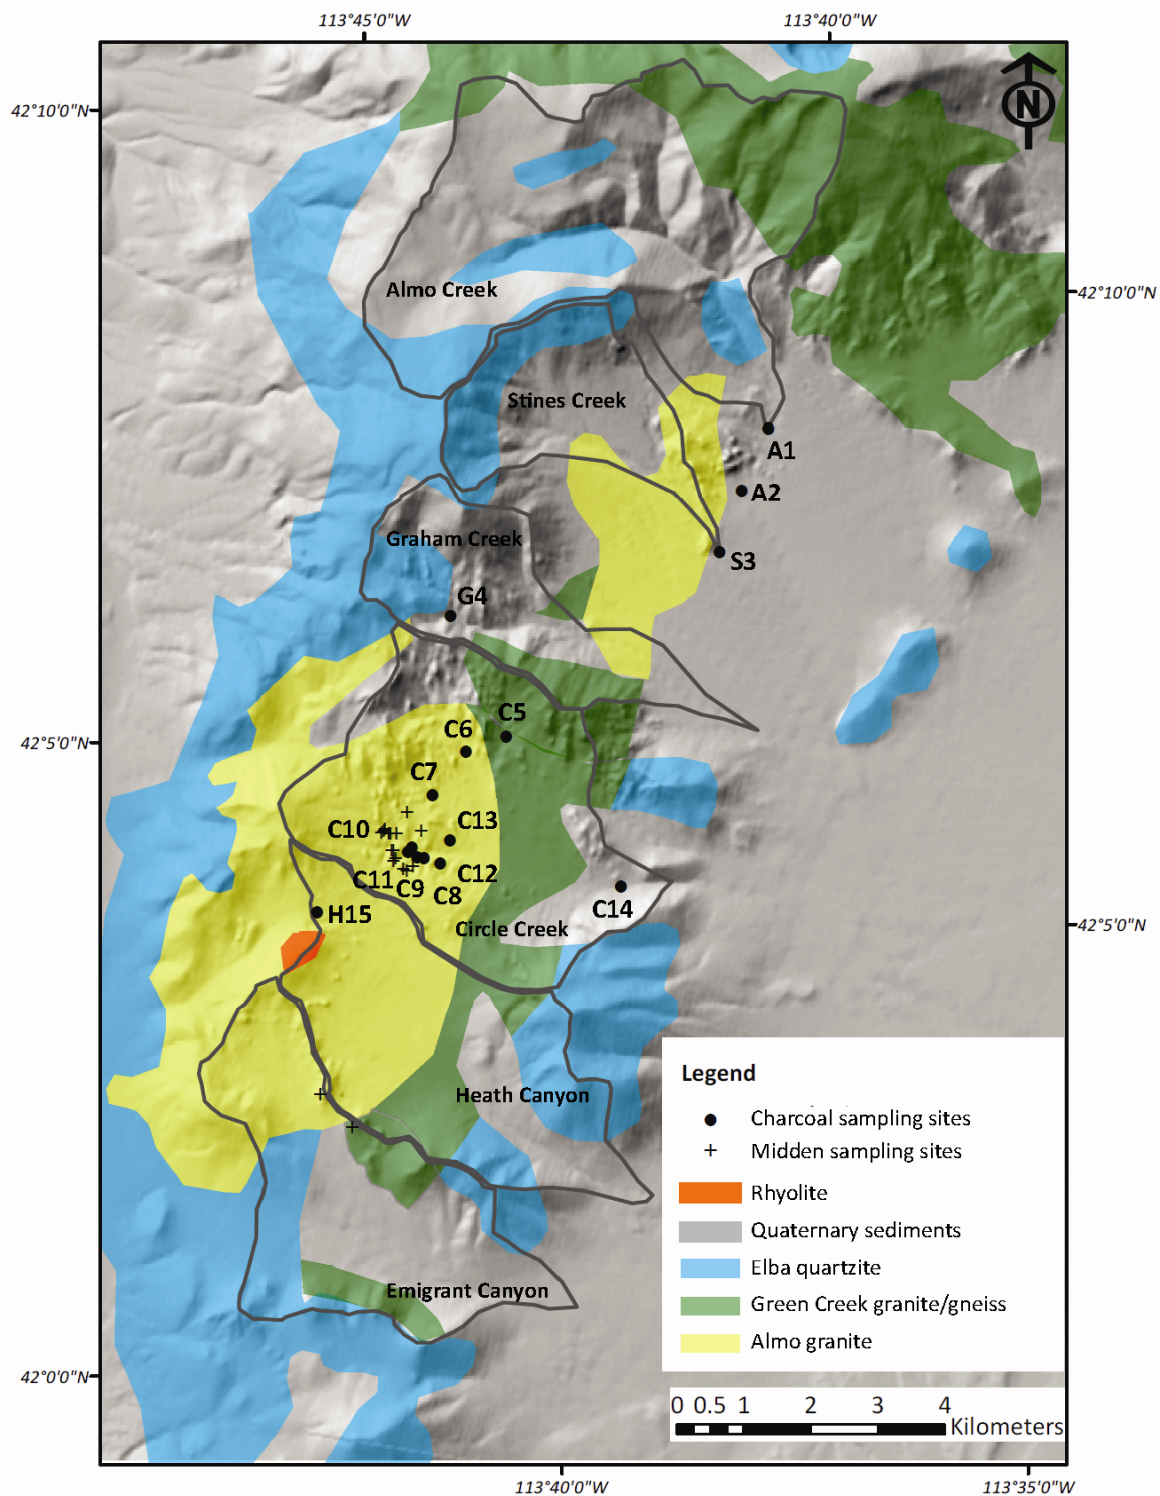 113°45'0"W
113°40'0"W
42°10'0"N
N
Almo Creek
42°10'0"N
Stines Creek
A1
A2
Graham Creek
S3
G4
C5
C6
42°5'0"N
C7
C13
C10
C12
C11
C9
C8
C14
H15
Circle Creek
42°5'0"N
Heath Canyon
Emigrant Canyon
Legend
Charcoal sampling sites
Midden sampling sites
Rhyolite
Quaternary sediments
Elba quartzite
Green Creek granite/gneiss
Almo granite
42°0'0"N
0 0.5 1 2 3 4
Kilometers
113°40'0"W
113°35'0"W